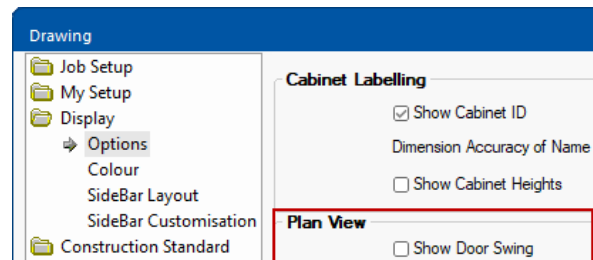 Drawing
Job Setup
My Setup
Display
Options
Colour
SideBar Layout
SideBar Customisation
Construction Standard
Cabinet Labelling
Show Cabinet ID
Dimension Accuracy of Name
Show Cabinet Heights
Plan View
Show Door Swing